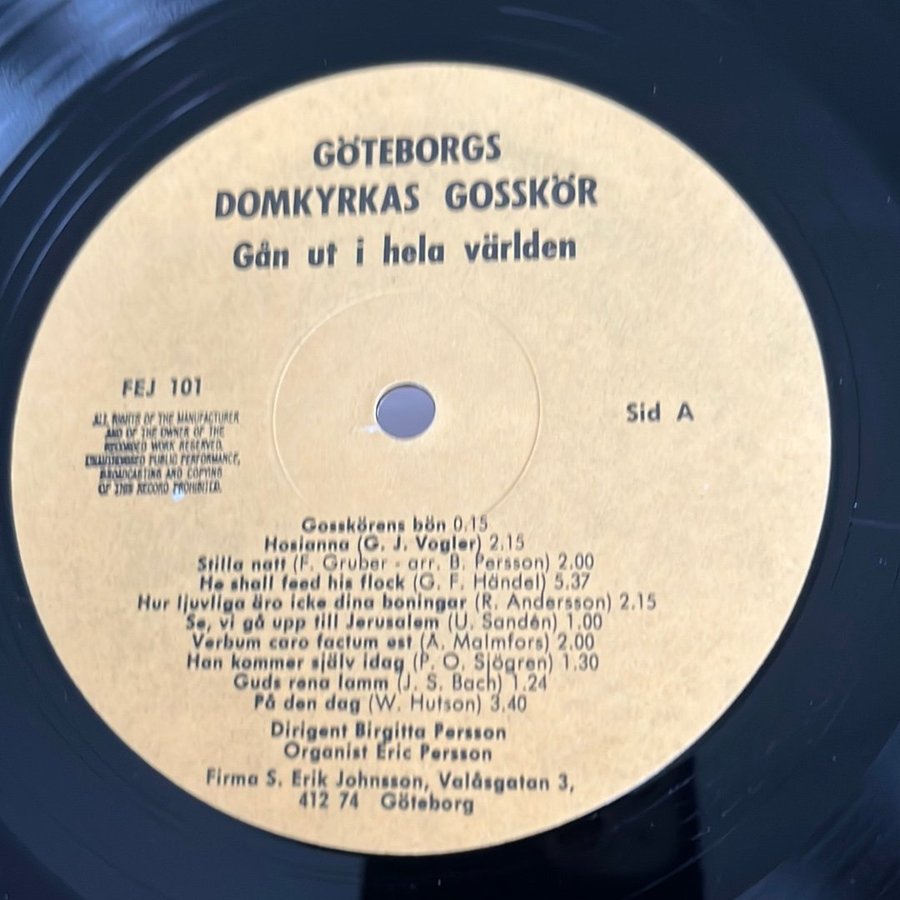 GÖTEBORGS
DOMKYRKAS GOSSKÖR
Gån ut i hela världen
FEJ 101
ALL RIGHTS OF THE MANUFACTURER
AND OF THE OWNER OF THE
RECORDED WORK RESERVED.
UNAUTHORISED PUBLIC PERFORMANCE,
BROADCASTING AND COPYING
OF THIS RECORD PROHIBITED.
Sid A
Gosskörens bön 0.15
Hosianna (G. J. Vogler) 2.15
Stilla natt (F. Gruber - arr. B. Persson) 2.00
He shall feed his flock (G. F. Händel) 5.37
Hur ljuvliga äro icke dina boningar (R. Andersson) 2.15
Se, vi gå upp till Jerusalem (U. Sandén) 1.00
Verbum caro factum est (A. Malmfors) 2.00
Han kommer själv idag (P. O. Sjögren) 1.30
Guds rena lamm (J. S. Bach) 1.24
På den dag (W. Hutson) 3.40
Dirigent Birgitta Persson
Organist Eric Persson
Firma S. Erik Johnsson, Valåsgatan 3,
412 74 Göteborg